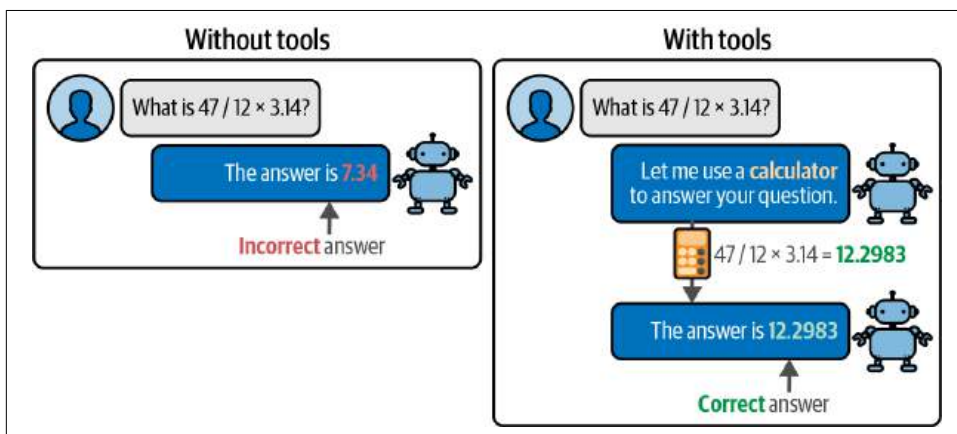 Without tools
What is 47 / 12 × 3.14?
The answer is 7.34
Incorrect answer
With tools
What is 47 / 12 × 3.14?
Let me use a calculator
to answer your question.
47 / 12 × 3.14 = 12.2983
The answer is 12.2983
Correct answer